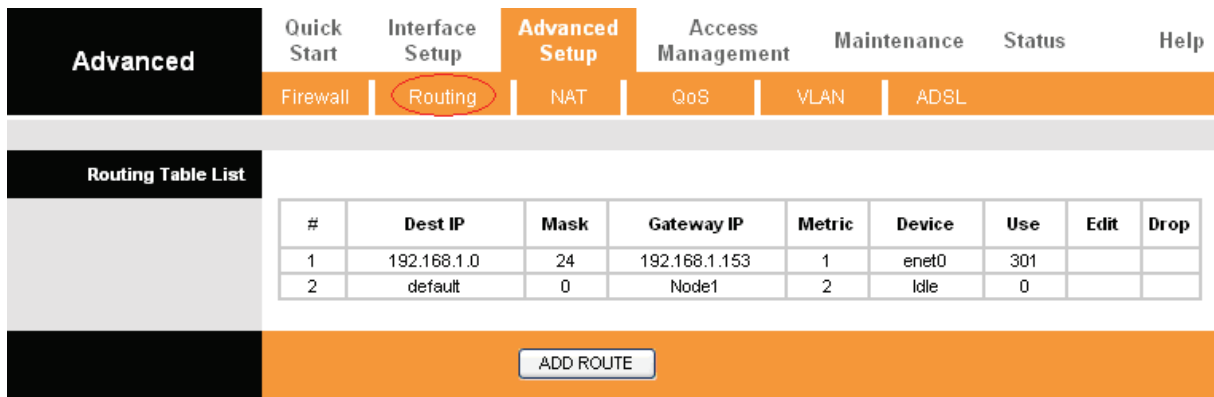 Advanced
Quick Start
Interface Setup
Advanced Setup
Access Management
Maintenance
Status
Help
Firewall
Routing
NAT
QoS
VLAN
ADSL
Routing Table List
# Dest IP Mask Gateway IP Metric Device Use Edit Drop
1 192.168.1.0 24 192.168.1.153 1 enet0 301
2 default 0 Node1 2 Idle 0
ADD ROUTE